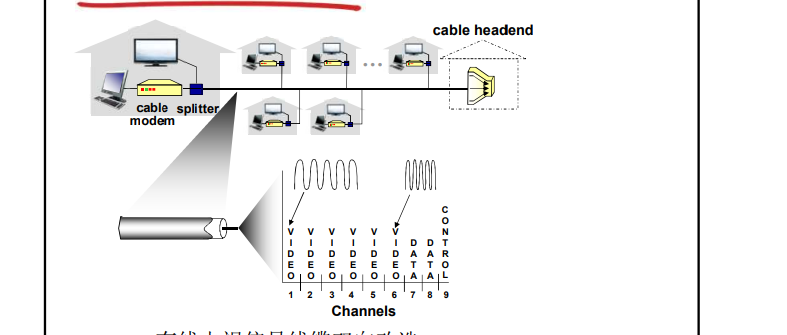 cable headend
cable modem
splitter
VIDEO
VIDEO
VIDEO
VIDEO
VIDEO
VIDEO
DATA
DATA
CONTROL
1 2 3 4 5 6 7 8 9
Channels